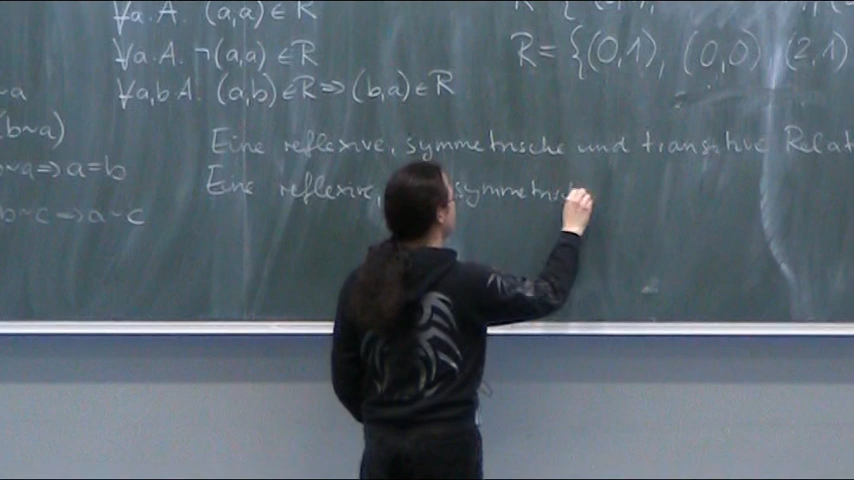 ∀a.A. (a,a)∈R
∀a.A. ¬(a,a)∈R
∀a,b.A. (a,b)∈R⇒(b,a)∈R
R={(0,1), (0,0) (2,1)
~a
(b~a)
~a⇒a=b
b~c⇒a~c
Eine reflexive, symmetrische und transitive Relat
Eine reflexive, symmetrisch